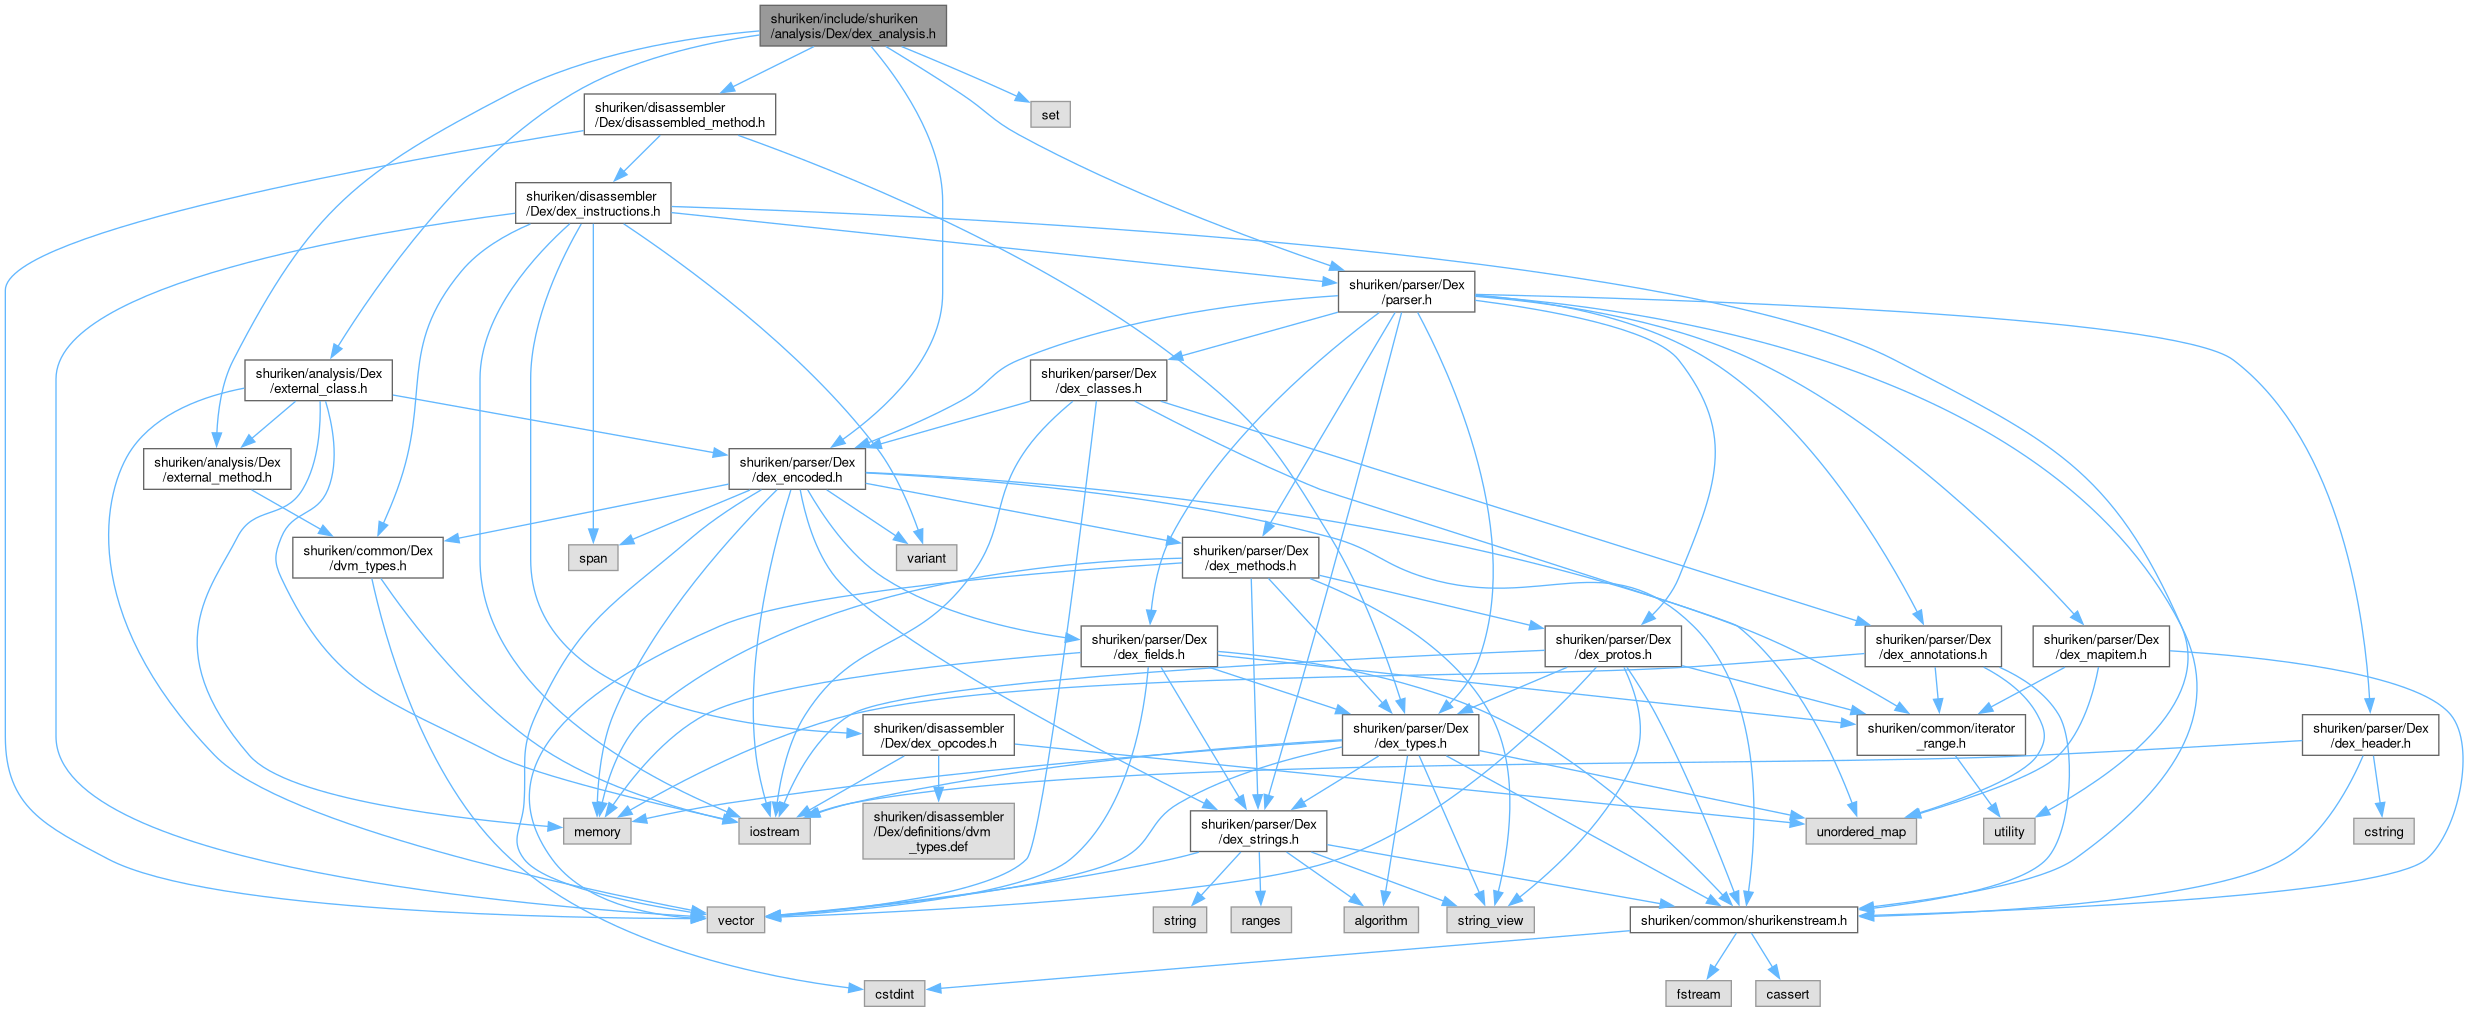 shuriken/include/shuriken
/analysis/Dex/dex_analysis.h
shuriken/disassembler
/Dex/disassembled_method.h
set
shuriken/disassembler
/Dex/dex_instructions.h
shuriken/parser/Dex
/parser.h
shuriken/analysis/Dex
/external_class.h
shuriken/parser/Dex
/dex_classes.h
shuriken/analysis/Dex
/external_method.h
shuriken/parser/Dex
/dex_encoded.h
shuriken/common/Dex
/dvm_types.h
span
variant
shuriken/parser/Dex
/dex_methods.h
shuriken/parser/Dex
/dex_fields.h
shuriken/parser/Dex
/dex_protos.h
shuriken/parser/Dex
/dex_annotations.h
shuriken/parser/Dex
/dex_mapitem.h
shuriken/disassembler
/Dex/dex_opcodes.h
shuriken/parser/Dex
/dex_types.h
shuriken/common/iterator
_range.h
shuriken/parser/Dex
/dex_header.h
memory
iostream
shuriken/disassembler
/Dex/definitions/dvm
_types.def
shuriken/parser/Dex
/dex_strings.h
unordered_map
utility
cstring
vector
string
ranges
algorithm
string_view
shuriken/common/shurikenstream.h
cstdint
fstream
cassert